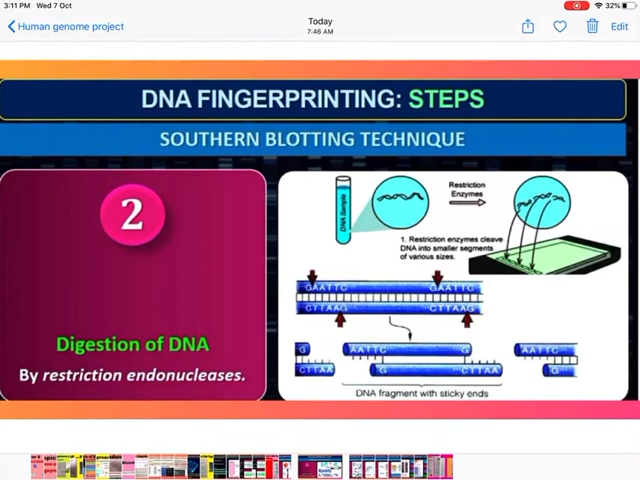 3:11 PM Wed 7 Oct
32%
Human genome project
Today
7:46 AM
Edit
DNA FINGERPRINTING: STEPS
SOUTHERN BLOTTING TECHNIQUE
2
Digestion of DNA
By restriction endonucleases.
DNA Sample
Restriction
Enzymes
1. Restriction enzymes cleave
DNA into smaller segments
of various sizes.
GAATTC GAATTC
CTTAAG CTTAAG
G AATTC G AATTC
CTTAA G CTTAA G
DNA fragment with sticky ends